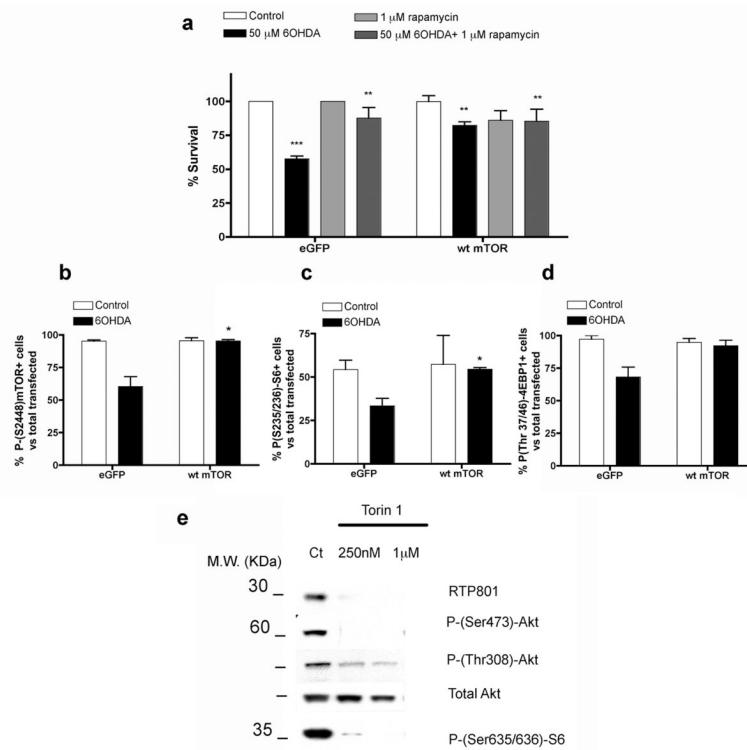 a
Control
1 μM rapamycin
50 μM 6OHDA
50 μM 6OHDA+ 1 μM rapamycin
% Survival
100
75
50
25
0
**
***
**
**
eGFP
wt mTOR
b
Control
6OHDA
% P-(S2448)mTOR+ cells
vs total transfected
100
75
50
25
0
*
eGFP
wt mTOR
c
Control
6OHDA
% P(S235/236)-S6+ cells
vs total transfected
75
50
25
0
*
eGFP
wt mTOR
d
Control
6OHDA
% P(Thr 37/46)-4EBP1+ cells
vs total transfected
100
75
50
25
0
eGFP
wt mTOR
e
Torin 1
Ct 250nM 1μM
M.W. (KDa)
30
RTP801
P-(Ser473)-Akt
60
P-(Thr308)-Akt
Total Akt
35
P-(Ser635/636)-S6